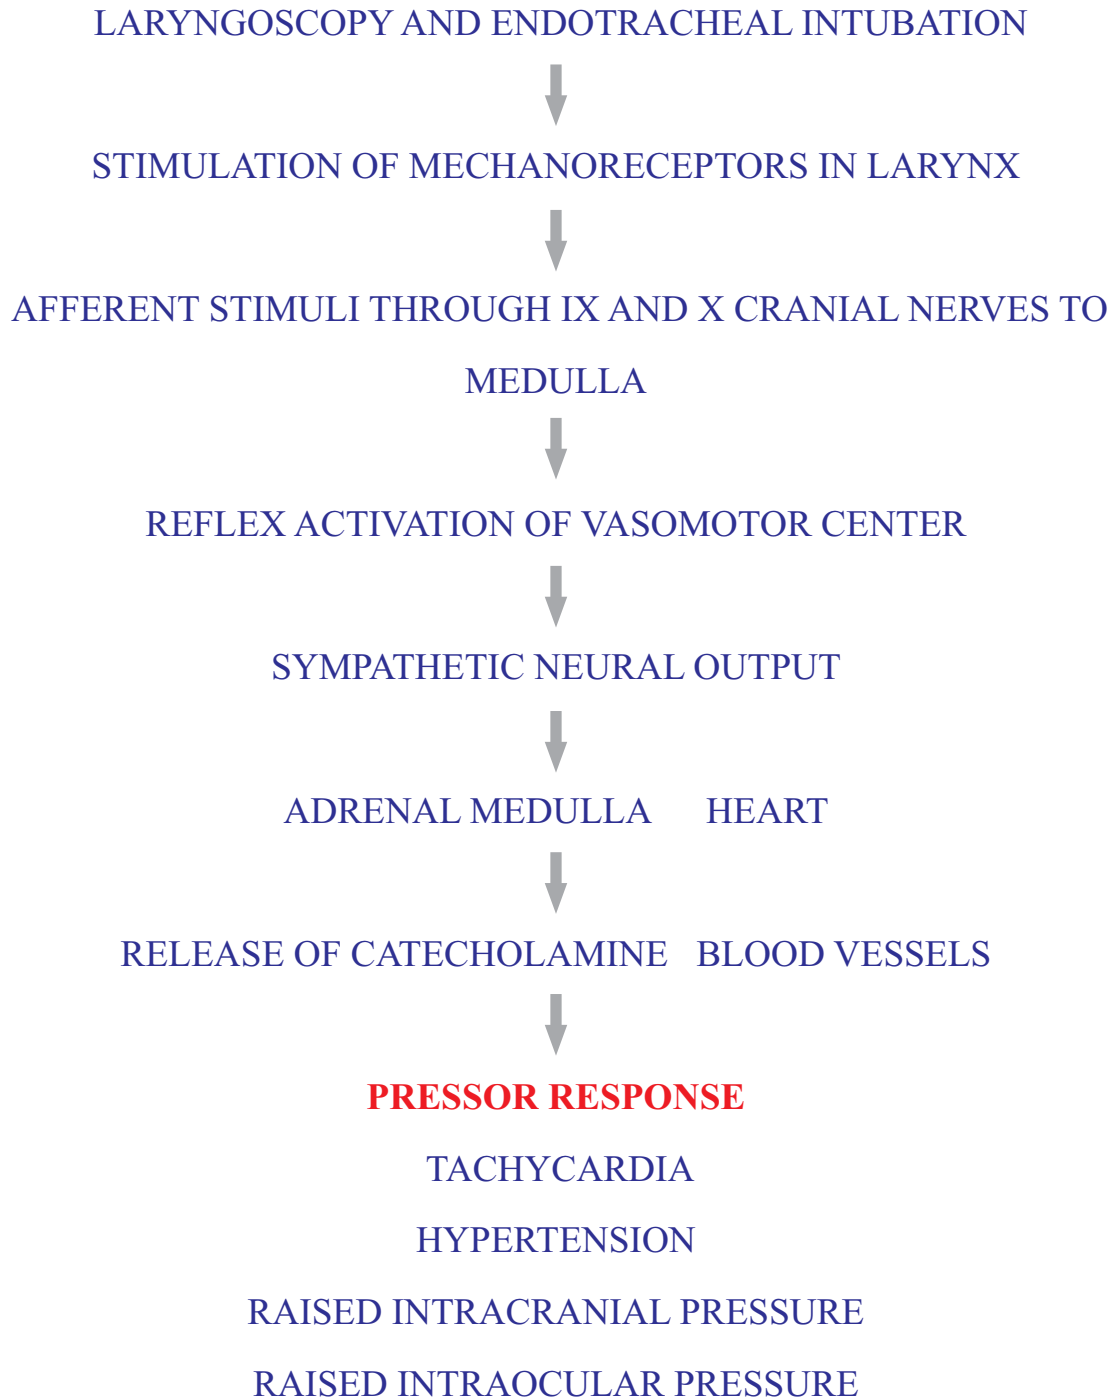 LARYNGOSCOPY AND ENDOTRACHEAL INTUBATION
STIMULATION OF MECHANORECEPTORS IN LARYNX
AFFERENT STIMULI THROUGH IX AND X CRANIAL NERVES TO
MEDULLA
REFLEX ACTIVATION OF VASOMOTOR CENTER
SYMPATHETIC NEURAL OUTPUT
ADRENAL MEDULLA HEART
RELEASE OF CATECHOLAMINE BLOOD VESSELS
PRESSOR RESPONSE
TACHYCARDIA
HYPERTENSION
RAISED INTRACRANIAL PRESSURE
RAISED INTRAOCULAR PRESSURE